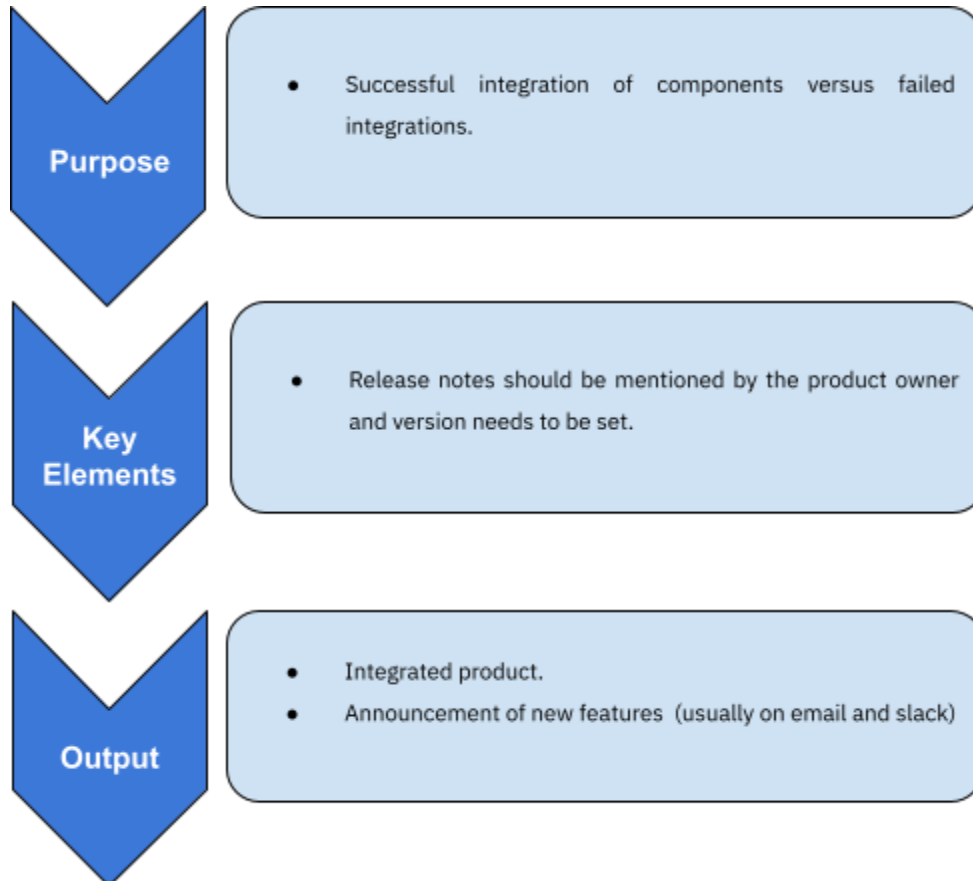 Purpose
● Successful integration of components versus failed
integrations.
Key
Elements
● Release notes should be mentioned by the product owner
and version needs to be set.
Output
● Integrated product.
● Announcement of new features (usually on email and slack)